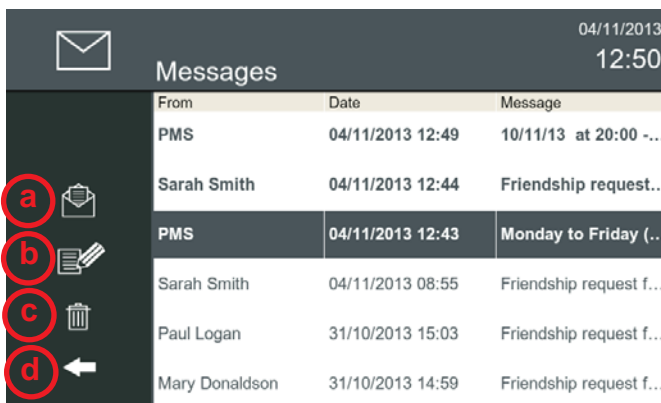 04/11/2013
12:50
Messages
From Date Message
PMS 04/11/2013 12:49 10/11/13 at 20:00 -...
a
Sarah Smith 04/11/2013 12:44 Friendship request...
b
PMS 04/11/2013 12:43 Monday to Friday (...
Sarah Smith 04/11/2013 08:55 Friendship request f...
c
Paul Logan 31/10/2013 15:03 Friendship request f...
d
Mary Donaldson 31/10/2013 14:59 Friendship request f...